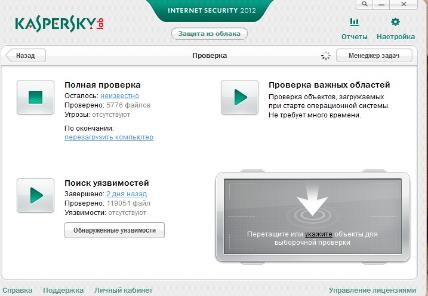 KASPERSKY lab
INTERNET SECURITY 2012
Защита из облака
Отчеты
Настройка
Назад
Проверка
Менеджер задач
Полная проверка
Осталось: неизвестно
Проверено: 5776 файлов
Угрозы: отсутствуют
По окончании:
перезагрузить компьютер
Проверка важных областей
Проверка объектов, загружаемых
при старте операционной системы.
Не требует много времени.
Поиск уязвимостей
Завершено: 2 дня назад
Проверено: 119051 файл
Уязвимости: отсутствуют
Обнаруженные уязвимости
Перетащите или укажите объекты для
выборочной проверки
Справка
Поддержка
Личный кабинет
Управление лицензиями